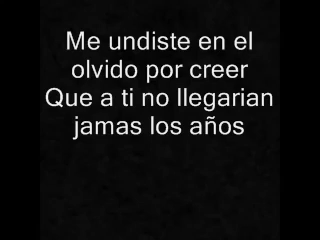 Me undiste en el
olvido por creer
Que a ti no llegarian
jamas los años